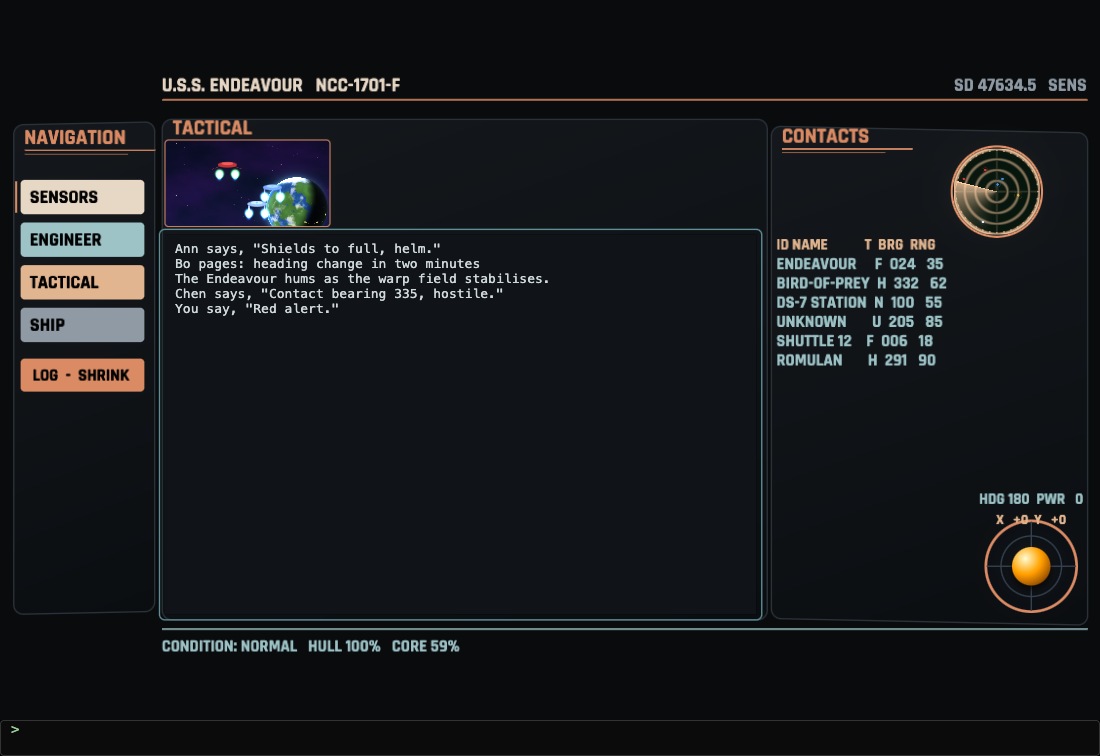 U.S.S. ENDEAVOUR NCC-1701-F
SD 47634.5 SENS
NAVIGATION
SENSORS
ENGINEER
TACTICAL
SHIP
LOG - SHRINK
TACTICAL
Ann says, "Shields to full, helm."
Bo pages: heading change in two minutes
The Endeavour hums as the warp field stabilises.
Chen says, "Contact bearing 335, hostile."
You say, "Red alert."
CONTACTS
ID NAME T BRG RNG
ENDEAVOUR F 024 35
BIRD-OF-PREY H 332 62
DS-7 STATION N 100 55
UNKNOWN U 205 85
SHUTTLE 12 F 006 18
ROMULAN H 291 90
HDG 180 PWR 0
X +0 Y +0
CONDITION: NORMAL HULL 100% CORE 59%
>